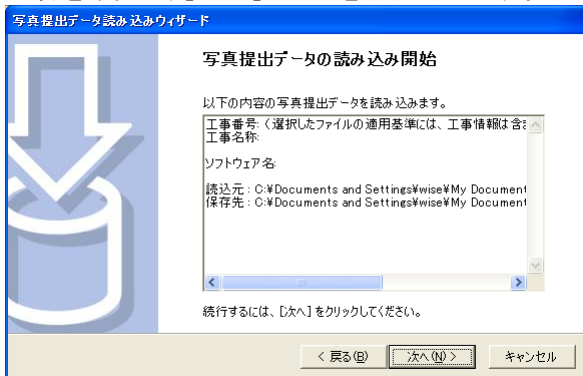 写真提出データ読み込みウィザード
写真提出データの読み込み開始
以下の内容の写真提出データを読み込みます。
工事番号:（選択したファイルの適用基準には、工事情報は含
工事名称:
ソフトウェア名:
読込元 : C:¥Documents and Settings¥wise¥My Document
保存先 : C:¥Documents and Settings¥wise¥My Document
続行するには、[次へ] をクリックしてください。
< 戻る(B)
次へ(N) >
キャンセル